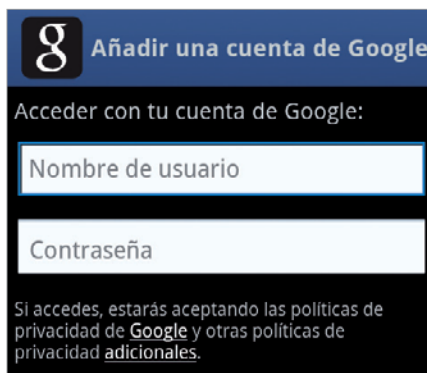 g Añadir una cuenta de Google
Acceder con tu cuenta de Google:
Nombre de usuario
Contraseña
Si accedes, estarás aceptando las políticas de
privacidad de Google y otras políticas de
privacidad adicionales.